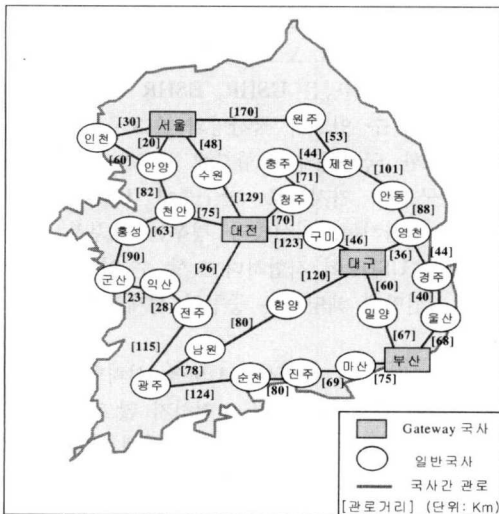 [30]
서울
[170]
원주
인천
[20]
[48]
[53]
[60]
안양
수원
충주
[44]
제천
[71]
[101]
[82]
[129]
청주
안동
천안
[75]
[70]
[88]
홍성
[63]
대전
구미
영천
[123]
[46]
[90]
[96]
대구
[36]
[44]
군산
익산
[120]
경주
[23]
[28]
함양
[60]
[40]
전주
[80]
밀양
울산
[115]
남원
[67]
[68]
[78]
마산
부산
광주
순천
진주
[75]
[124]
[80]
[69]
Gateway 국사
일반국사
국사간 관로
[관로거리] (단위: Km)